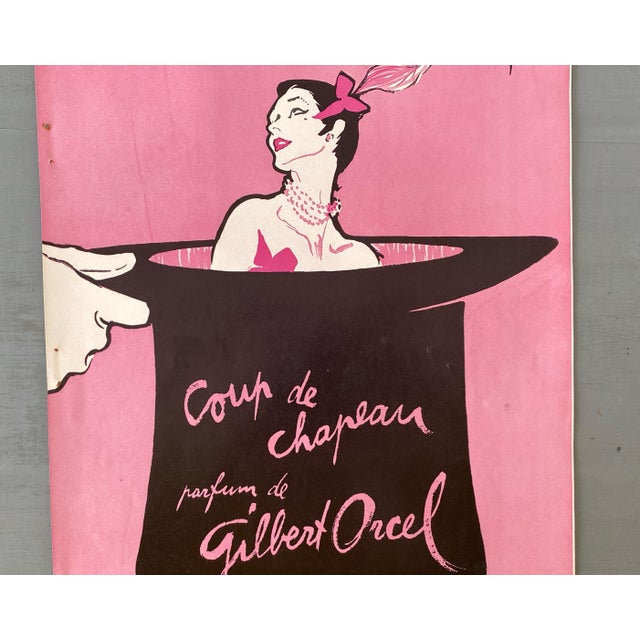 Coup de
chapeau
parfum de
Gilbert Orcel